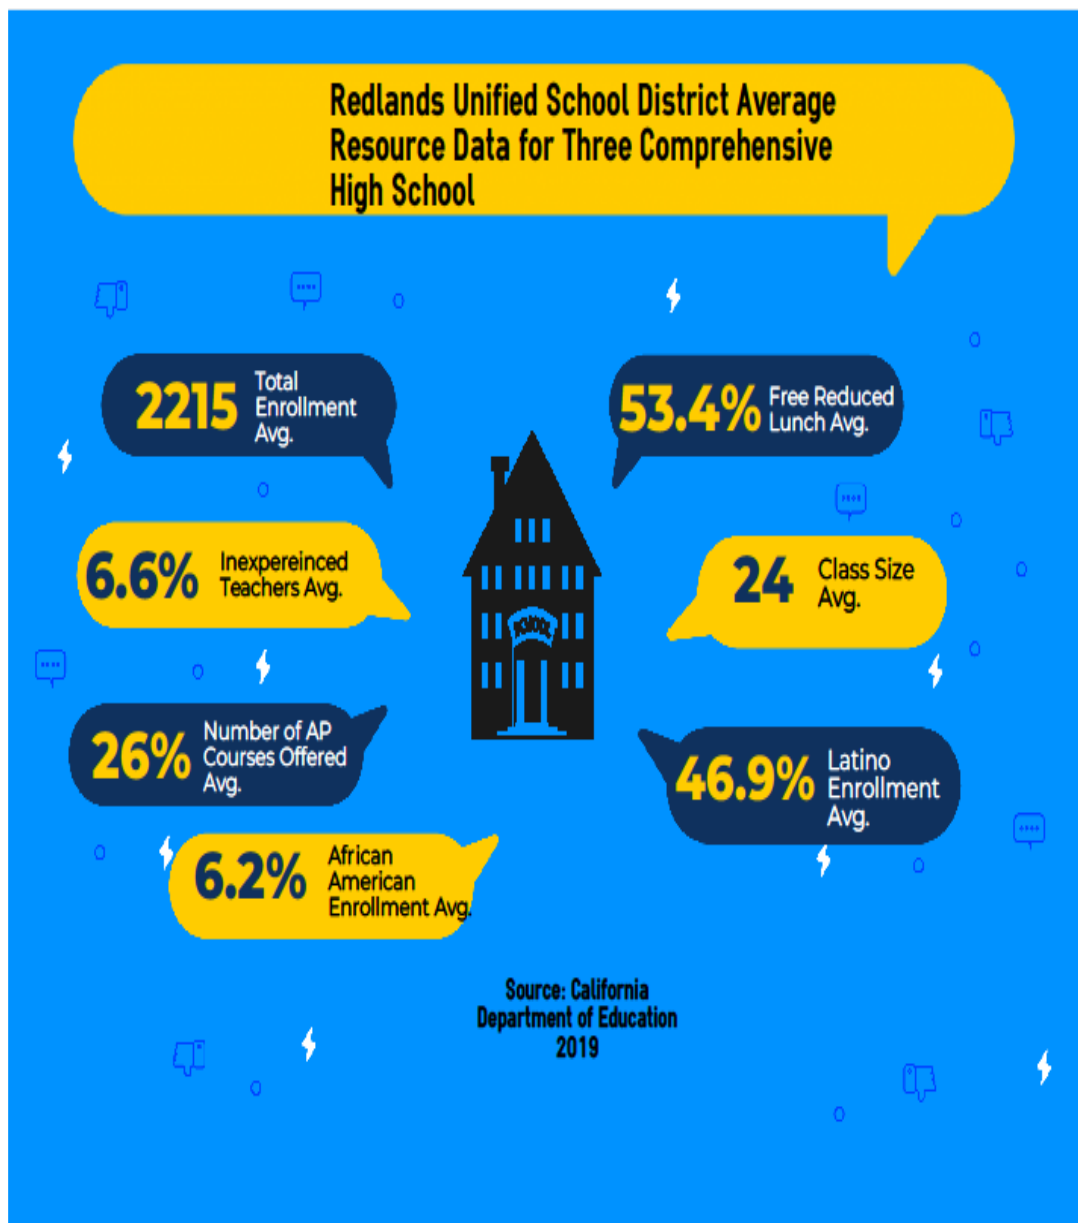 Redlands Unified School District Average
Resource Data for Three Comprehensive
High School
2215 Total
Enrollment
Avg.
53.4% Free Reduced
Lunch Avg.
6.6% Inexpereinced
Teachers Avg.
24 Class Size
Avg.
SCHOOL
26% Number of AP
Courses Offered
Avg.
46.9% Latino
Enrollment
Avg.
6.2% African
American
Enrollment Avg.
Source: California
Department of Education
2019